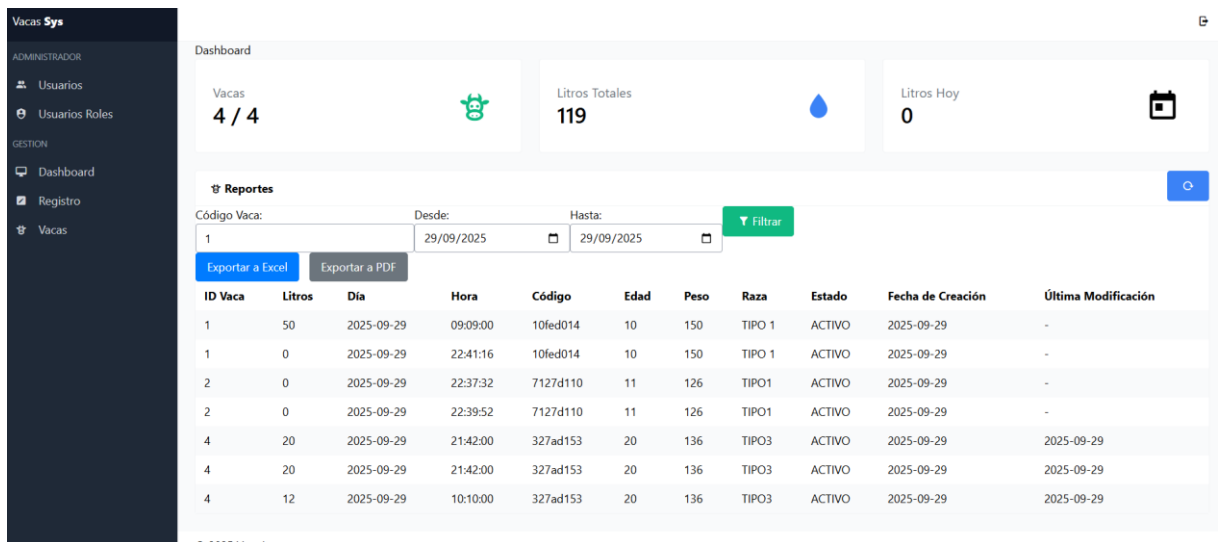 Vacas Sys
ADMINISTRADOR
Usuarios
Usuarios Roles
GESTION
Dashboard
Registro
Vacas
Dashboard
Vacas
4 / 4
Litros Totales
119
Litros Hoy
0
Reportes
Código Vaca: Desde: Hasta:
1 29/09/2025 29/09/2025 Filtrar
Exportar a Excel Exportar a PDF
ID Vaca Litros Día Hora Código Edad Peso Raza Estado Fecha de Creación Última Modificación
1 50 2025-09-29 09:09:00 10fed014 10 150 TIPO 1 ACTIVO 2025-09-29 -
1 0 2025-09-29 22:41:16 10fed014 10 150 TIPO 1 ACTIVO 2025-09-29 -
2 0 2025-09-29 22:37:32 7127d110 11 126 TIPO1 ACTIVO 2025-09-29 -
2 0 2025-09-29 22:39:52 7127d110 11 126 TIPO1 ACTIVO 2025-09-29 -
4 20 2025-09-29 21:42:00 327ad153 20 136 TIPO3 ACTIVO 2025-09-29 2025-09-29
4 20 2025-09-29 21:42:00 327ad153 20 136 TIPO3 ACTIVO 2025-09-29 2025-09-29
4 12 2025-09-29 10:10:00 327ad153 20 136 TIPO3 ACTIVO 2025-09-29 2025-09-29